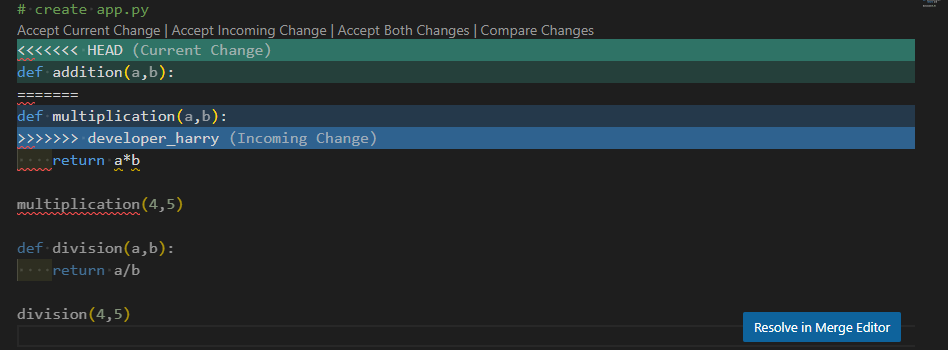 # create app.py
Accept Current Change | Accept Incoming Change | Accept Both Changes | Compare Changes
<<<<<<< HEAD (Current Change)
def addition(a,b):
=======
def multiplication(a,b):
>>>>>>> developer_harry (Incoming Change)
    return a*b
multiplication(4,5)
def division(a,b):
    return a/b
division(4,5)
Resolve in Merge Editor